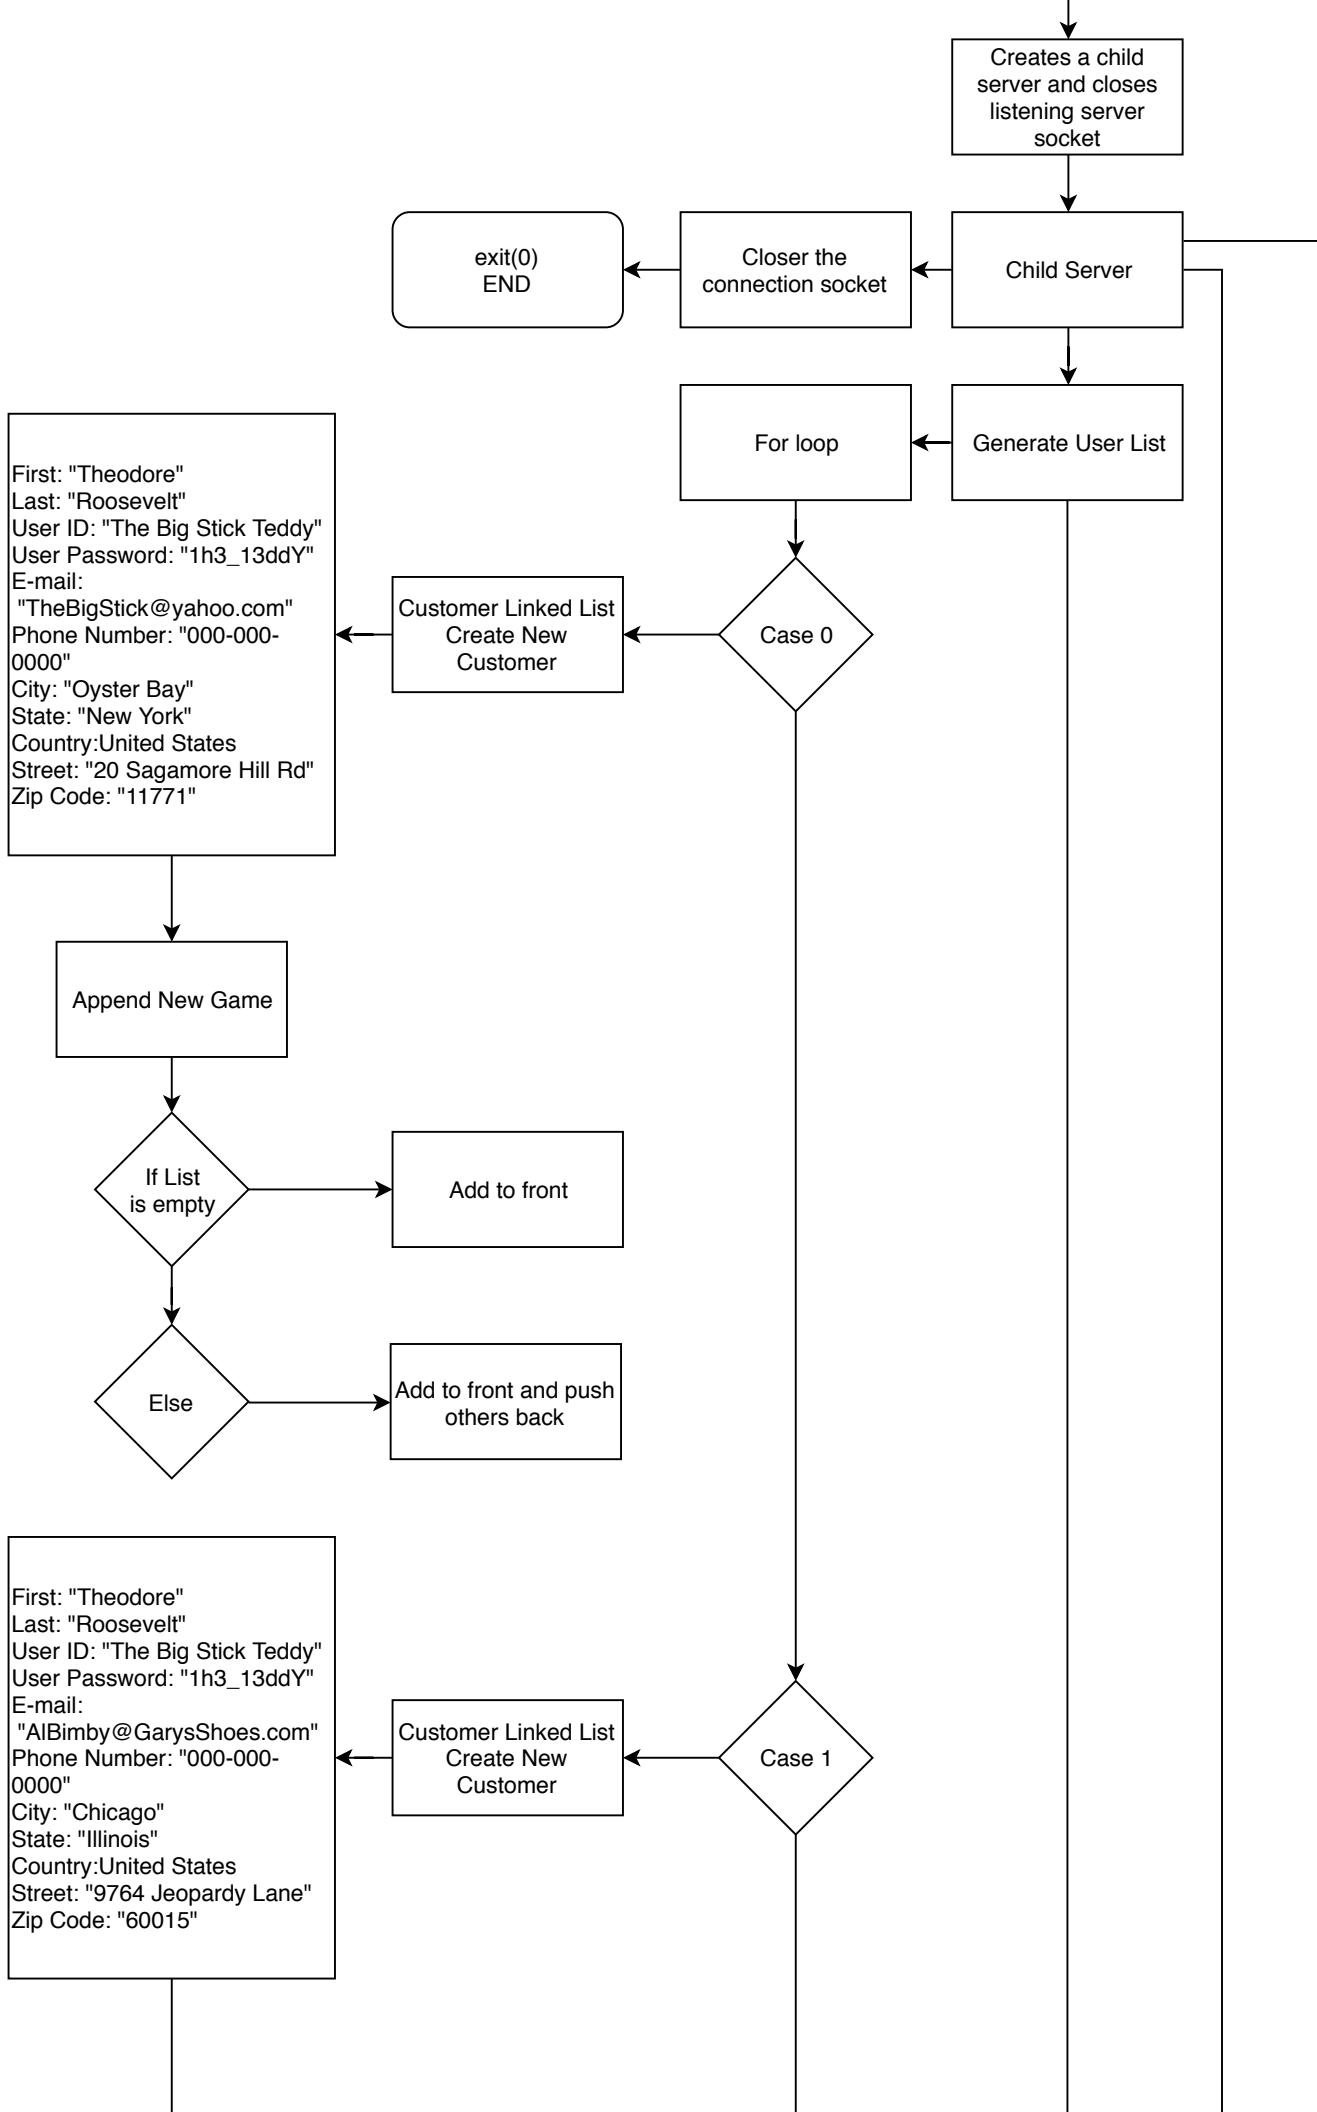 Creates a child
server and closes
listening server
socket
exit(0)
END
Closer the
connection socket
Child Server
For loop
Generate User List
First: "Theodore"
Last: "Roosevelt"
User ID: "The Big Stick Teddy"
User Password: "1h3_13ddY"
E-mail:
"TheBigStick@yahoo.com"
Phone Number: "000-000-
0000"
City: "Oyster Bay"
State: "New York"
Country:United States
Street: "20 Sagamore Hill Rd"
Zip Code: "11771"
Customer Linked List
Create New
Customer
Case 0
Append New Game
If List
is empty
Add to front
Else
Add to front and push
others back
First: "Theodore"
Last: "Roosevelt"
User ID: "The Big Stick Teddy"
User Password: "1h3_13ddY"
E-mail:
"AlBimby@GarysShoes.com"
Phone Number: "000-000-
0000"
City: "Chicago"
State: "Illinois"
Country:United States
Street: "9764 Jeopardy Lane"
Zip Code: "60015"
Customer Linked List
Create New
Customer
Case 1